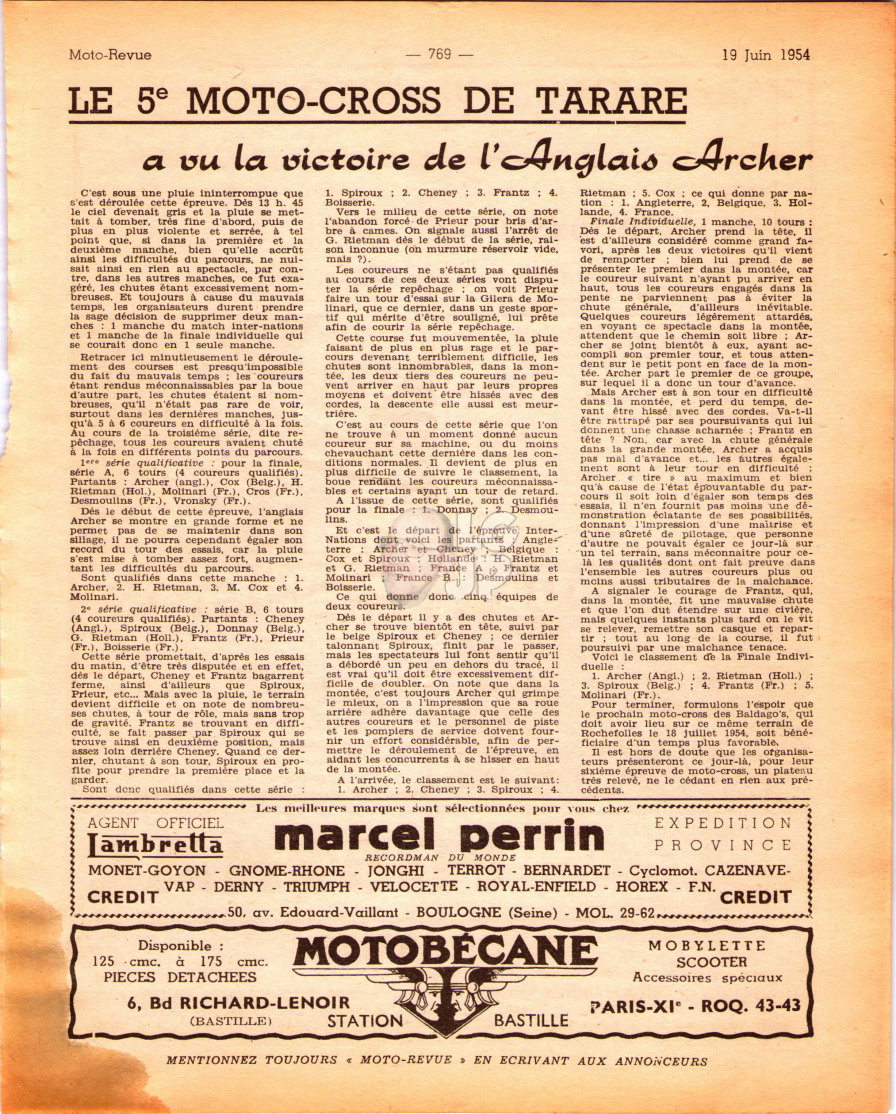 Moto-Revue
— 769 —
19 Juin 1954
LE 5e MOTO-CROSS DE TARARE
a vu la victoire de l'Anglais Archer
C'est sous une pluie ininterrompue que
s'est déroulée cette épreuve. Dès 13 h. 45
le ciel devenait gris et la pluie se met-
tait à tomber, très fine d'abord, puis de
plus en plus violente et serrée, à tel
point que, si dans la première et la
deuxième manche, bien qu'elle accrût
ainsi les difficultés du parcours, ne nui-
sait ainsi en rien au spectacle, par con-
tre, dans les autres manches, ce fut exa-
géré, les chutes étant excessivement nom-
breuses. Et toujours à cause du mauvais
temps, les organisateurs durent prendre
la sage décision de supprimer deux man-
ches : 1 manche du match inter-nations
et 1 manche de la finale individuelle qui
se courait donc en 1 seule manche.
Retracer ici minutieusement le déroule-
ment des courses est presqu'impossible
du fait du mauvais temps ; les coureurs
étant rendus méconnaissables par la boue
d'autre part, les chutes étaient si nom-
breuses, qu'il n'était pas rare de voir,
surtout dans les dernières manches, jus-
qu'à 5 à 6 coureurs en difficulté à la fois.
Au cours de la troisième série, dite re-
pêchage, tous les coureurs avaient chuté
à la fois en différents points du parcours.
1ere série qualificative : pour la finale,
série A, 6 tours (4 coureurs qualifiés).
Partants : Archer (angl.), Cox (Belg.), H.
Rietman (Hol.), Molinari (Fr.), Cros (Fr.),
Desmoulins (Fr.), Vronsky (Fr.).
Dès le début de cette épreuve, l'anglais
Archer se montre en grande forme et ne
permet pas de se maintenir dans son
sillage, il ne pourra cependant égaler son
record du tour des essais, car la pluie
s'est mise à tomber assez fort, augmen-
tant les difficultés du parcours.
Sont qualifiés dans cette manche : 1.
Archer, 2. H. Rietman, 3. M. Cox et 4.
Molinari.
2e série qualificative : série B, 6 tours
(4 coureurs qualifiés). Partants : Cheney
(Angl.), Spiroux (Belg.), Donnay (Belg.),
G. Rietman (Holl.), Frantz (Fr.), Prieur
(Fr.), Boisserie (Fr.).
Cette série promettait, d'après les essais
du matin, d'être très disputée et en effet,
dès le départ, Cheney et Frantz bagarrent
ferme, ainsi d'ailleurs que Spiroux,
Prieur, etc... Mais avec la pluie, le terrain
devient difficile et on note de nombreu-
ses chutes, à tour de rôle, mais sans trop
de gravité. Frantz se trouvant en diffi-
culté, se fait passer par Spiroux qui se
trouve ainsi en deuxième position, mais
assez loin derrière Cheney. Quand ce der-
nier, chutant à son tour, Spiroux en pro-
fite pour prendre la première place et la
garder.
Sont donc qualifiés dans cette série :
1. Spiroux ; 2. Cheney ; 3. Frantz ; 4.
Boisserie.
Vers le milieu de cette série, on note
l'abandon forcé de Prieur pour bris d'ar-
bre à cames. On signale aussi l'arrêt de
G. Rietman dès le début de la série, rai-
son inconnue (on murmure réservoir vide,
mais ?).
Les coureurs ne s'étant pas qualifiés
au cours de ces deux séries vont dispu-
ter la série repêchage ; on voit Prieur
faire un tour d'essai sur la Gilera de Mo-
linari, que ce dernier, dans un geste spor-
tif qui mérite d'être souligné, lui prête
afin de courir la série repêchage.
Cette course fut mouvementée, la pluie
faisant de plus en plus rage et le par-
cours devenant terriblement difficile, les
chutes sont innombrables, dans la mon-
tée, les deux tiers des coureurs ne peu-
vent arriver en haut par leurs propres
moyens et doivent être hissés avec des
cordes, la descente elle aussi est meur-
trière.
C'est au cours de cette série que l'on
ne trouve à un moment donné aucun
coureur sur sa machine, ou du moins
chevauchant cette dernière dans les con-
ditions normales. Il devient de plus en
plus difficile de suivre le classement, la
boue rendant les coureurs méconnaissa-
bles et certains ayant un tour de retard.
A l'issue de cette série, sont qualifiés
pour la finale : 1. Donnay ; 2. Desmou-
lins.
Et c'est le départ de l'épreuve Inter-
Nations dont voici les partants : Angle-
terre : Archer et Cheney ; Belgique :
Cox et Spiroux ; Hollande : H. Rietman
et G. Rietman ; France A : Frantz et
Molinari ; France B : Desmoulins et
Boisserie.
Ce qui donne donc cinq équipes de
deux coureurs.
Dès le départ il y a des chutes et Ar-
cher se trouve bientôt en tête, suivi par
le belge Spiroux et Cheney ; ce dernier
talonnant Spiroux, finit par le passer,
mais les spectateurs lui font sentir qu'il
a débordé un peu en dehors du tracé, il
est vrai qu'il doit être excessivement dif-
ficile de doubler. On note que dans la
montée, c'est toujours Archer qui grimpe
le mieux, on a l'impression que sa roue
arrière adhère davantage que celle des
autres coureurs et le personnel de piste
et les pompiers de service doivent four-
nir un effort considérable, afin de per-
mettre le déroulement de l'épreuve, en
aidant les concurrents à se hisser en haut
de la montée.
A l'arrivée, le classement est le suivant:
1. Archer ; 2. Cheney ; 3. Spiroux ; 4.
Rietman ; 5. Cox ; ce qui donne par na-
tion : 1. Angleterre, 2, Belgique, 3. Hol-
lande, 4. France.
Finale Individuelle, 1 manche, 10 tours :
Dès le départ, Archer prend la tête, il
est d'ailleurs considéré comme grand fa-
vori, après les deux victoires qu'il vient
de remporter ; bien lui prend de se
présenter le premier dans la montée, car
le coureur suivant n'ayant pu arriver en
haut, tous les coureurs engagés dans la
pente ne parviennent pas à éviter la
chute générale, d'ailleurs inévitable.
Quelques coureurs légèrement attardés,
en voyant ce spectacle dans la montée,
attendent que le chemin soit libre ; Ar-
cher se joint bientôt à eux, ayant ac-
compli son premier tour, et tous atten-
dent sur le petit pont en face de la mon-
tée. Archer part le premier de ce groupe,
sur lequel il a donc un tour d'avance.
Mais Archer est à son tour en difficulté
dans la montée, et perd du temps, de-
vant être hissé avec des cordes. Va-t-il
être rattrapé par ses poursuivants qui lui
donnent une chasse acharnée ; Frantz en
tête ? Non, car avec la chute générale
dans la grande montée, Archer a acquis
pas mal d'avance et... les autres égale-
ment sont à leur tour en difficulté ;
Archer « tire » au maximum et bien
qu'à cause de l'état épouvantable du par-
cours il soit loin d'égaler son temps des
essais, il n'en fournit pas moins une dé-
monstration éclatante de ses possibilités,
donnant l'impression d'une maîtrise et
d'une sûreté de pilotage, que personne
d'autre ne pouvait égaler ce jour-là sur
un tel terrain, sans méconnaître pour ce-
là les qualités dont ont fait preuve dans
l'ensemble les autres coureurs plus ou
moins aussi tributaires de la malchance.
A signaler le courage de Frantz, qui,
dans la montée, fit une mauvaise chute
et que l'on dut étendre sur une civière,
mais quelques instants plus tard on le vit
se relever, remettre son casque et repar-
tir ; tout au long de la course, il fut
poursuivi par une malchance tenace.
Voici le classement de la Finale Indivi-
duelle :
1. Archer (Angl.) ; 2. Rietman (Holl.) ;
3. Spiroux (Belg.) ; 4. Frantz (Fr.) ; 5.
Molinari (Fr.).
Pour terminer, formulons l'espoir que
le prochain moto-cross des Baldago's, qui
doit avoir lieu sur ce même terrain de
Rochefolles le 18 juillet 1954, soit béné-
ficiaire d'un temps plus favorable.
Il est hors de doute que les organisa-
teurs présenteront ce jour-là, pour leur
sixième épreuve de moto-cross, un plateau
très relevé, ne le cédant en rien aux pré-
cédents.
Les meilleures marques sont sélectionnées pour vous chez
AGENT OFFICIEL
Lambretta
marcel perrin
RECORDMAN DU MONDE
EXPEDITION
PROVINCE
MONET-GOYON - GNOME-RHONE - JONGHI - TERROT - BERNARDET - Cyclomot. CAZENAVE-
CREDIT
VAP - DERNY - TRIUMPH - VELOCETTE - ROYAL-ENFIELD - HOREX - F.N.
CREDIT
50, av. Edouard-Vaillant - BOULOGNE (Seine) - MOL. 29-62
Disponible :
125 cmc. à 175 cmc.
PIECES DETACHEES
MOTOBÉCANE
MOBYLETTE
SCOOTER
Accessoires spéciaux
6, Bd RICHARD-LENOIR
(BASTILLE)
STATION
BASTILLE
PARIS-XIe - ROQ. 43-43
MENTIONNEZ TOUJOURS « MOTO-REVUE » EN ECRIVANT AUX ANNONCEURS